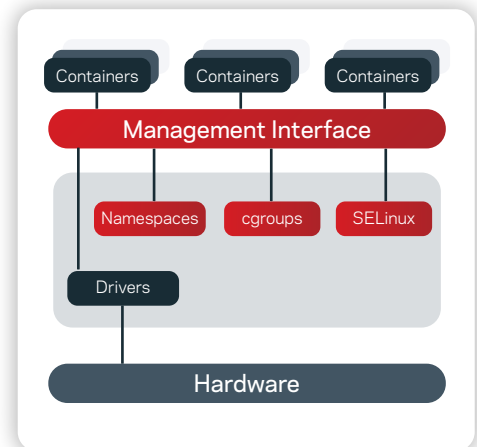 Containers
Containers
Containers
Management Interface
Namespaces
cgroups
SELinux
Drivers
Hardware